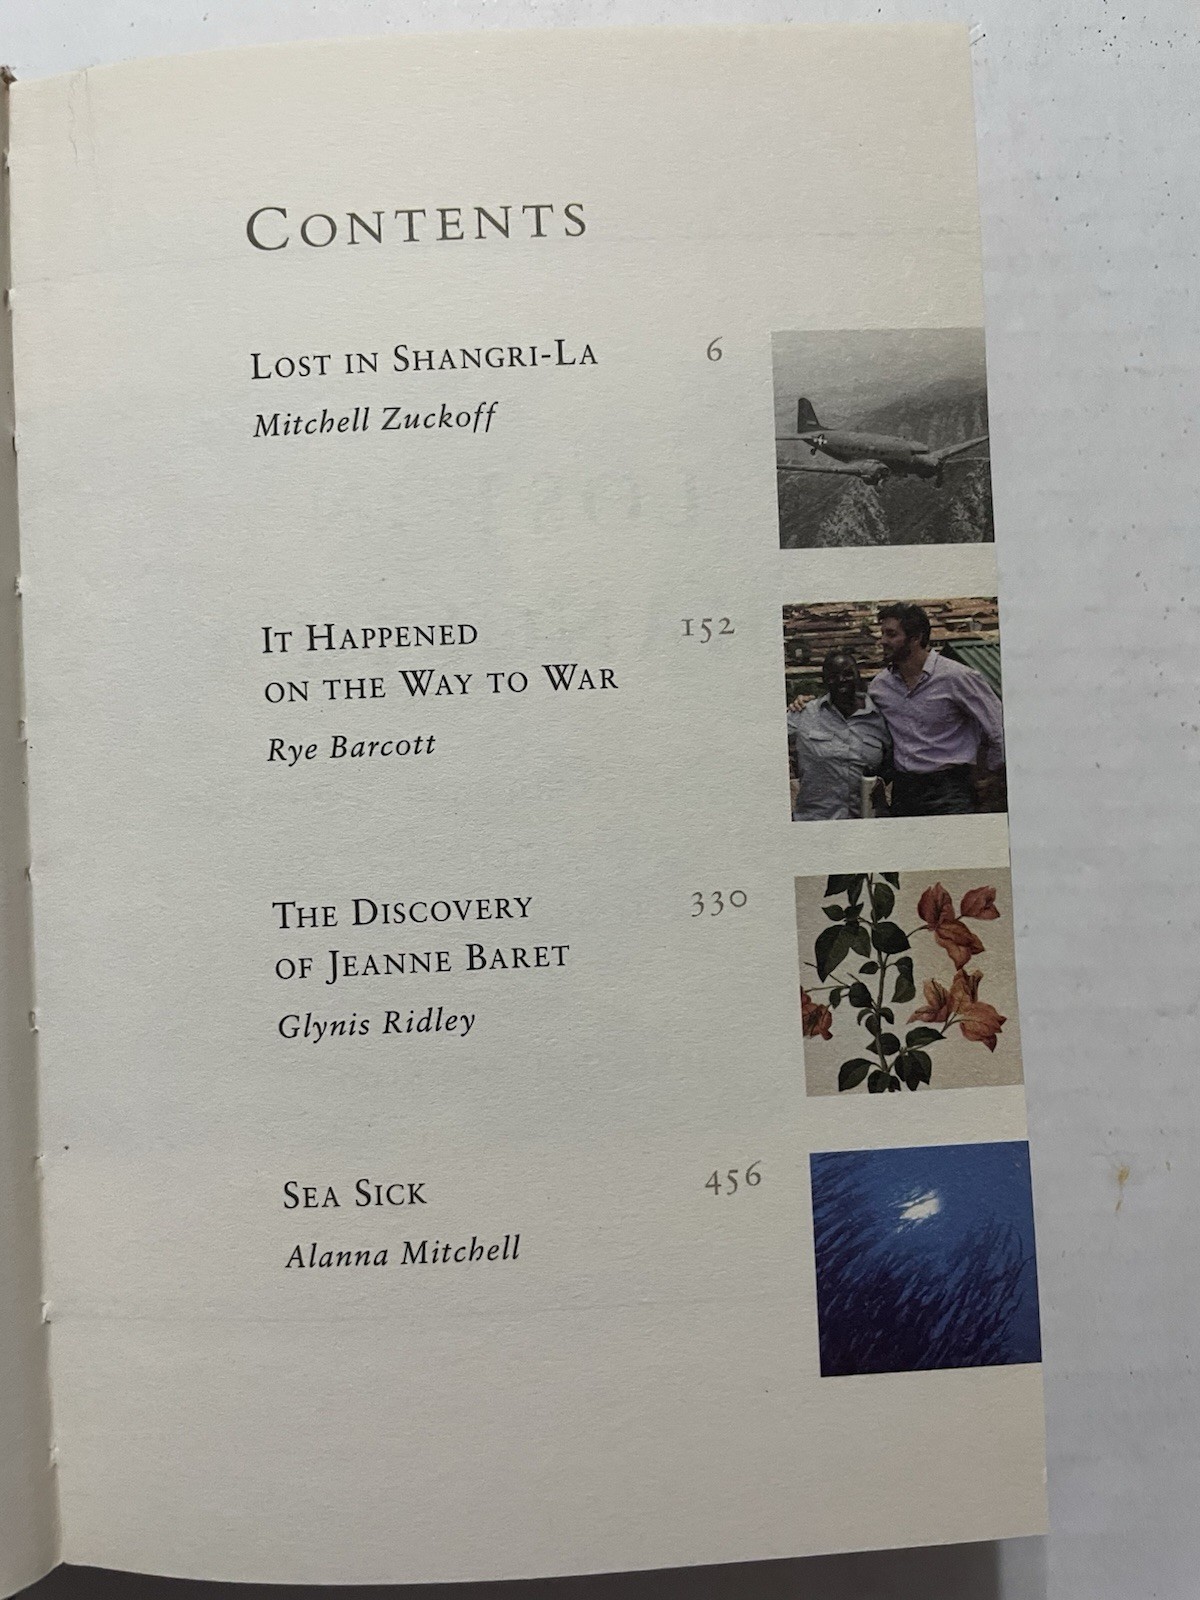 CONTENTS
LOST IN SHANGRI-LA 6
Mitchell Zuckoff
IT HAPPENED 152
ON THE WAY TO WAR
Rye Barcott
THE DISCOVERY 330
OF JEANNE BARET
Glynis Ridley
SEA SICK 456
Alanna Mitchell